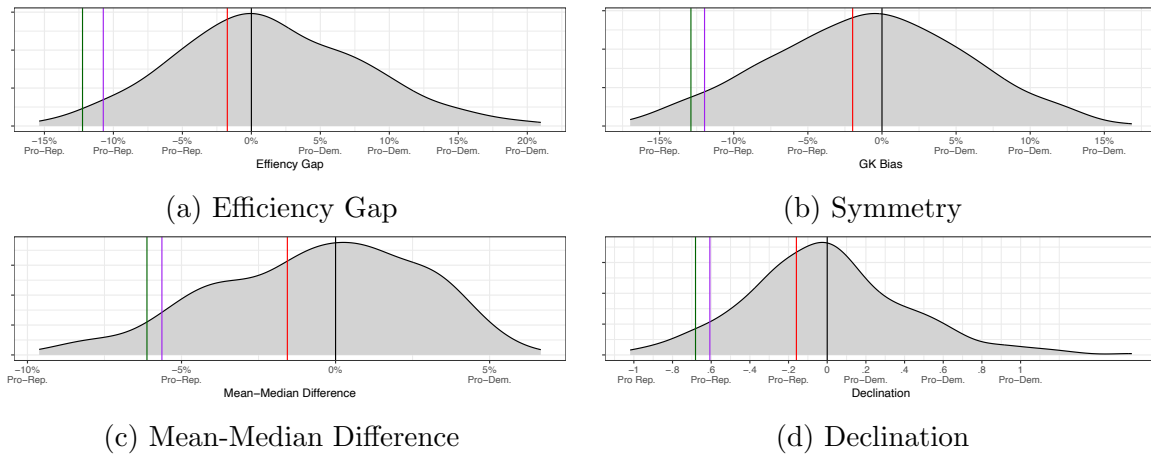 −15% −10% −5% 0% 5% 10% 15% 20%
Pro−Rep. Pro−Rep. Pro−Rep. Pro−Dem. Pro−Dem. Pro−Dem. Pro−Dem.
Effiency Gap
(a) Efficiency Gap
−15% −10% −5% 0% 5% 10% 15%
Pro−Rep. Pro−Rep. Pro−Rep. Pro−Dem. Pro−Dem. Pro−Dem.
GK Bias
(b) Symmetry
−10% −5% 0% 5%
Pro−Rep. Pro−Rep. Pro−Dem.
Mean−Median Difference
(c) Mean-Median Difference
−1 −.8 .6 −.4 −.2 0 .2 .4 .6 .8 1
Pro Rep. Pro−Rep. Pro−Rep. Pro−Dem. Pro−Dem. Pro−Dem.
Declination
(d) Declination